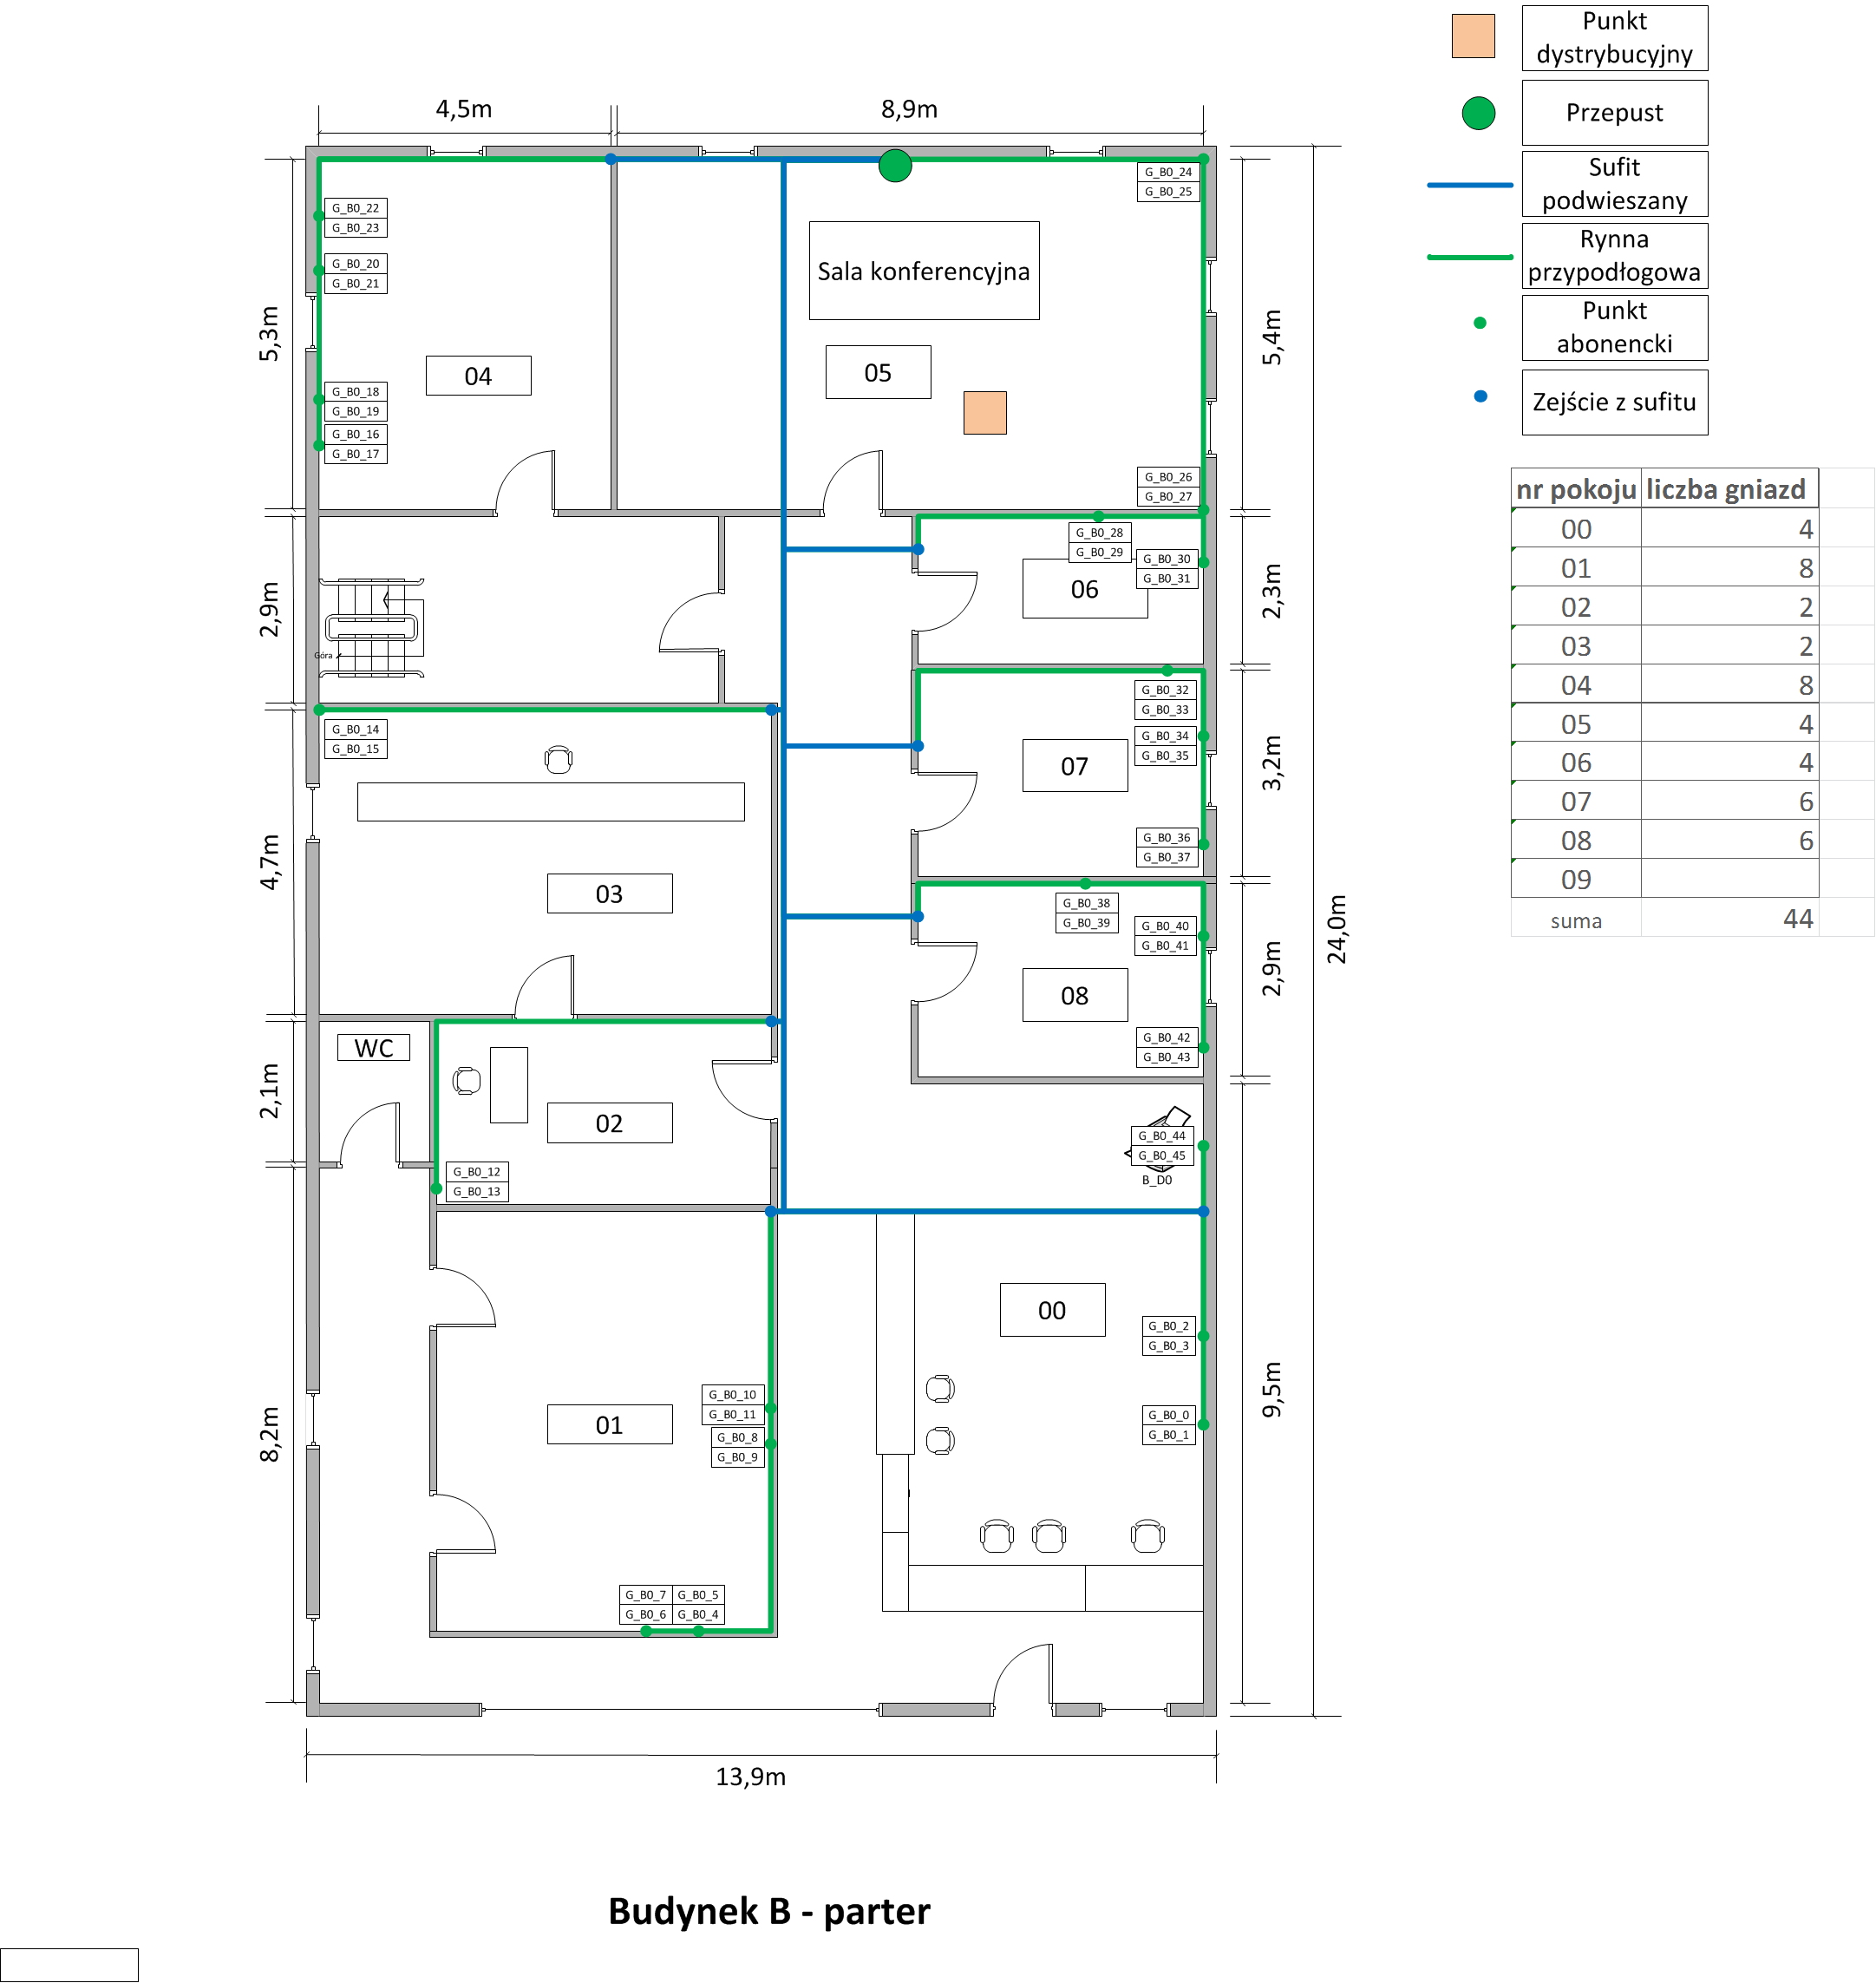 Punkt
dystrybucyjny
Przepust
Sufit
podwieszany
Rynna
przypodłogowa
Punkt
abonencki
Zejście z sufitu
nr pokoju liczba gniazd
00 4
01 8
02 2
03 2
04 8
05 4
06 4
07 6
08 6
09
suma 44
4,5m
8,9m
G_B0_24
G_B0_25
G_B0_22
G_B0_23
G_B0_20
G_B0_21
Sala konferencyjna
5,3m
5,4m
04
05
G_B0_18
G_B0_19
G_B0_16
G_B0_17
G_B0_26
G_B0_27
G_B0_28
G_B0_29
G_B0_30
G_B0_31
06
2,9m
2,3m
Góra
G_B0_32
G_B0_33
G_B0_14
G_B0_15
G_B0_34
G_B0_35
07
3,2m
G_B0_36
G_B0_37
4,7m
03
G_B0_38
G_B0_39
G_B0_40
G_B0_41
24,0m
08
2,9m
G_B0_42
G_B0_43
WC
2,1m
02
G_B0_44
G_B0_45
B_D0
G_B0_12
G_B0_13
00
G_B0_2
G_B0_3
G_B0_10
G_B0_11
G_B0_8
G_B0_9
01
G_B0_0
G_B0_1
8,2m
9,5m
G_B0_7 G_B0_5
G_B0_6 G_B0_4
13,9m
Budynek B - parter